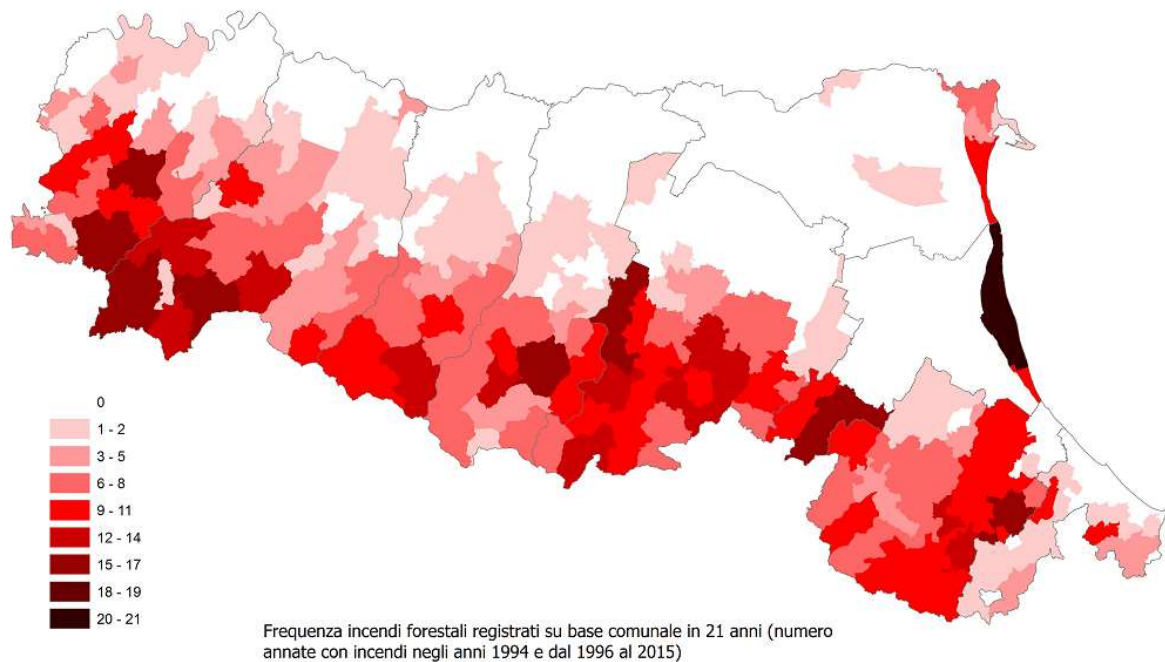 0
1 - 2
3 - 5
6 - 8
9 - 11
12 - 14
15 - 17
18 - 19
20 - 21
Frequenza incendi forestali registrati su base comunale in 21 anni (numero
annate con incendi negli anni 1994 e dal 1996 al 2015)